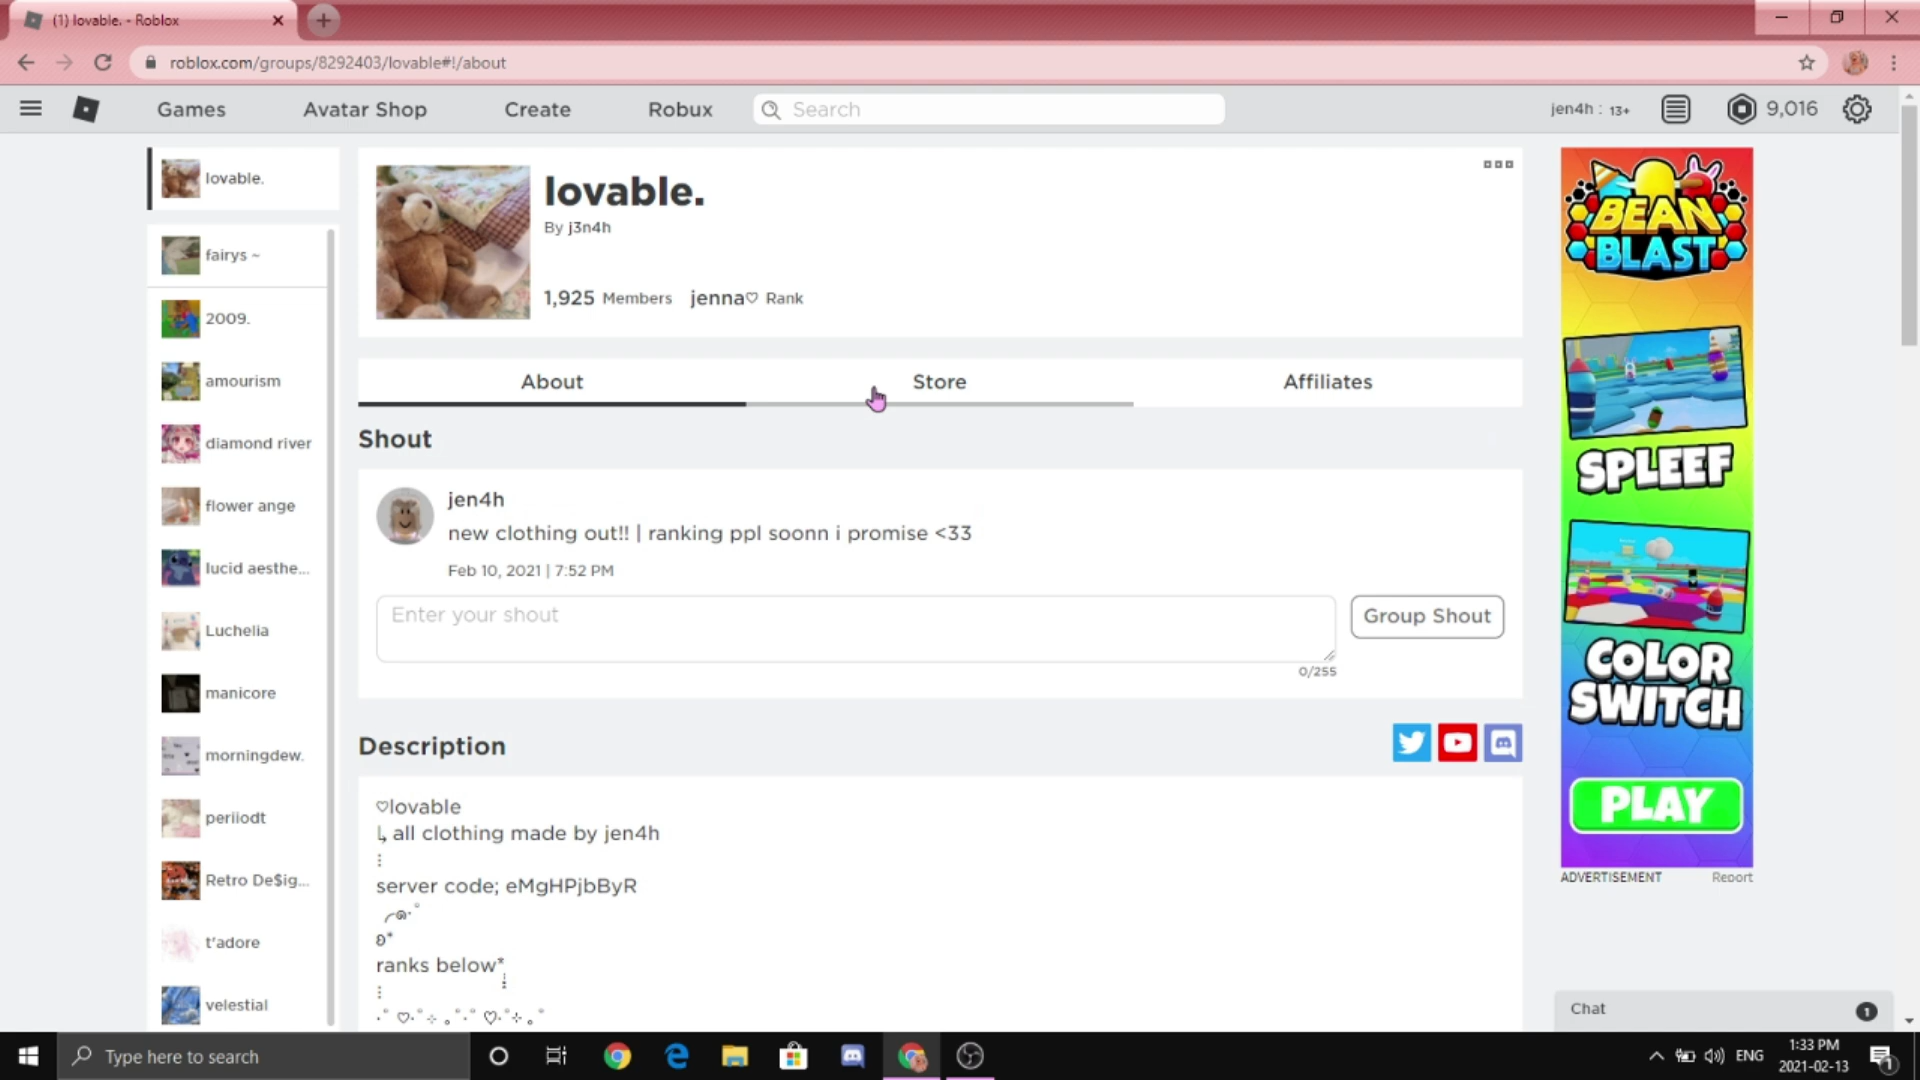 (1) lovable. - Roblox
roblox.com/groups/8292403/lovable#!/about
Games Avatar Shop Create Robux Search jen4h : 13+ 9,016
lovable.
fairys ~
2009.
amourism
diamond river
flower ange
lucid aesthe...
Luchelia
manicore
morningdew.
periiodt
Retro De$ig...
t'adore
velestial
lovable.
By j3n4h
1,925 Members jenna♡ Rank
About Store Affiliates
Shout
jen4h
new clothing out!! | ranking ppl soonn i promise <33
Feb 10, 2021 | 7:52 PM
Enter your shout
Group Shout
0/255
Description
♡lovable
↳ all clothing made by jen4h
⋮
server code; eMgHPjbByR
ranks below*
⋮
BEAN
BLAST
SPLEEF
COLOR
SWITCH
PLAY
ADVERTISEMENT Report
Chat 1
Type here to search
ENG
1:33 PM
2021-02-13
1